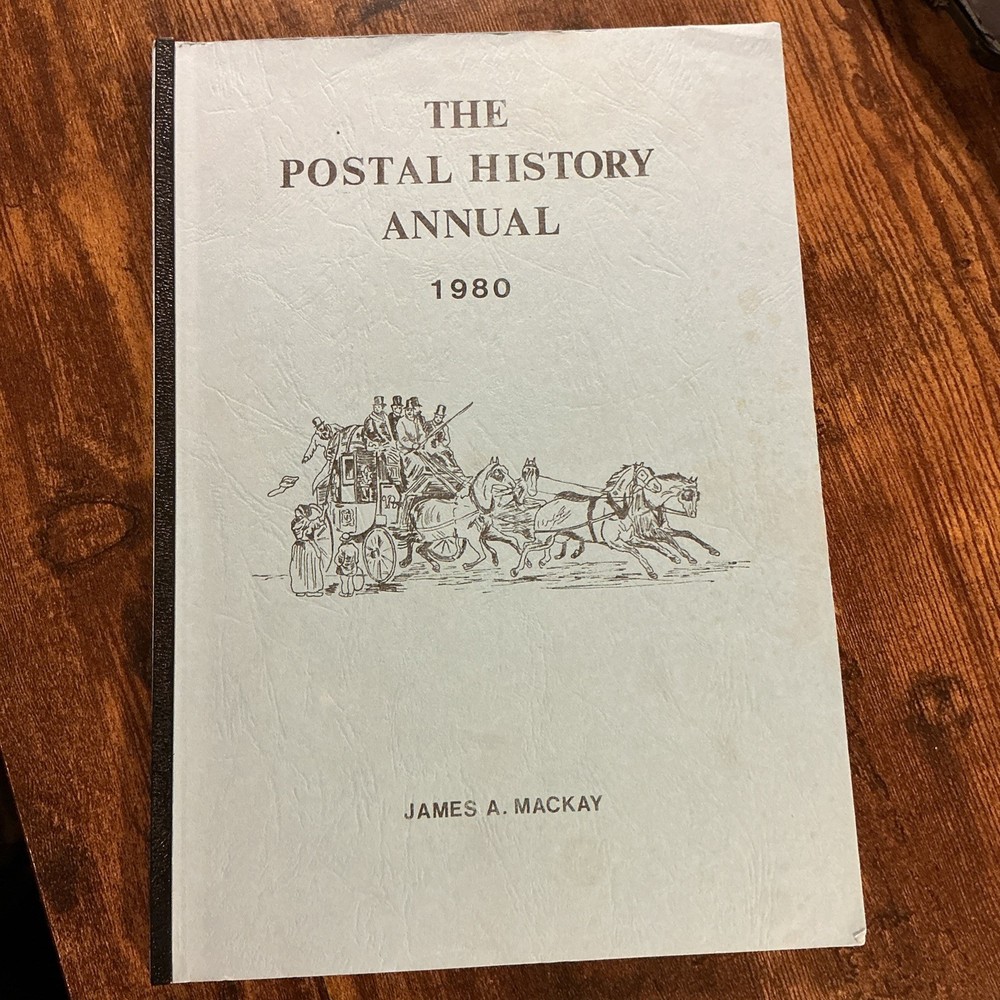 THE
POSTAL HISTORY
ANNUAL
1980
JAMES A. MACKAY